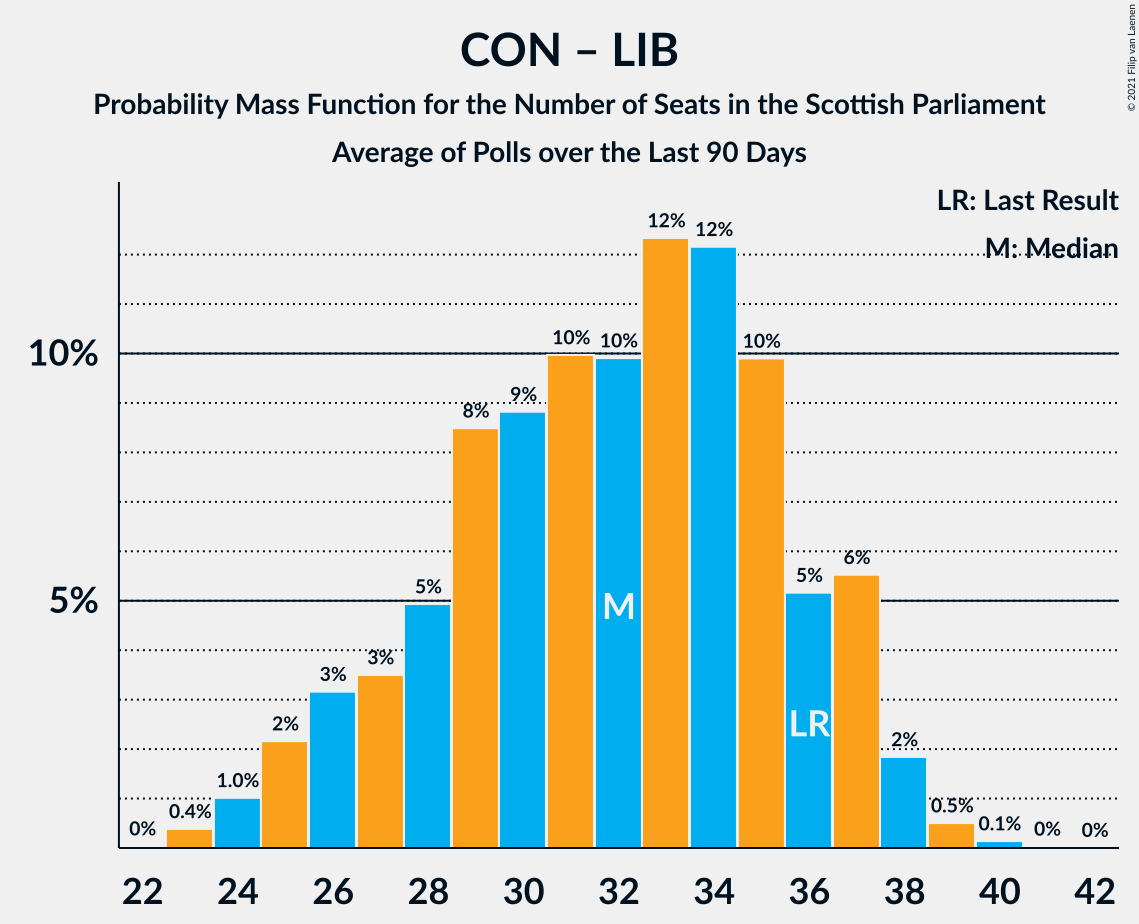 CON – LIB
Probability Mass Function for the Number of Seats in the Scottish Parliament
Average of Polls over the Last 90 Days
© 2021 Filip van Laenen
LR: Last Result
M: Median
10%
5%
0%
0.4%
1.0%
2%
3%
3%
5%
8%
9%
10%
10%
12%
12%
10%
5%
6%
2%
0.5%
0.1%
0%
0%
M
LR
22 24 26 28 30 32 34 36 38 40 42